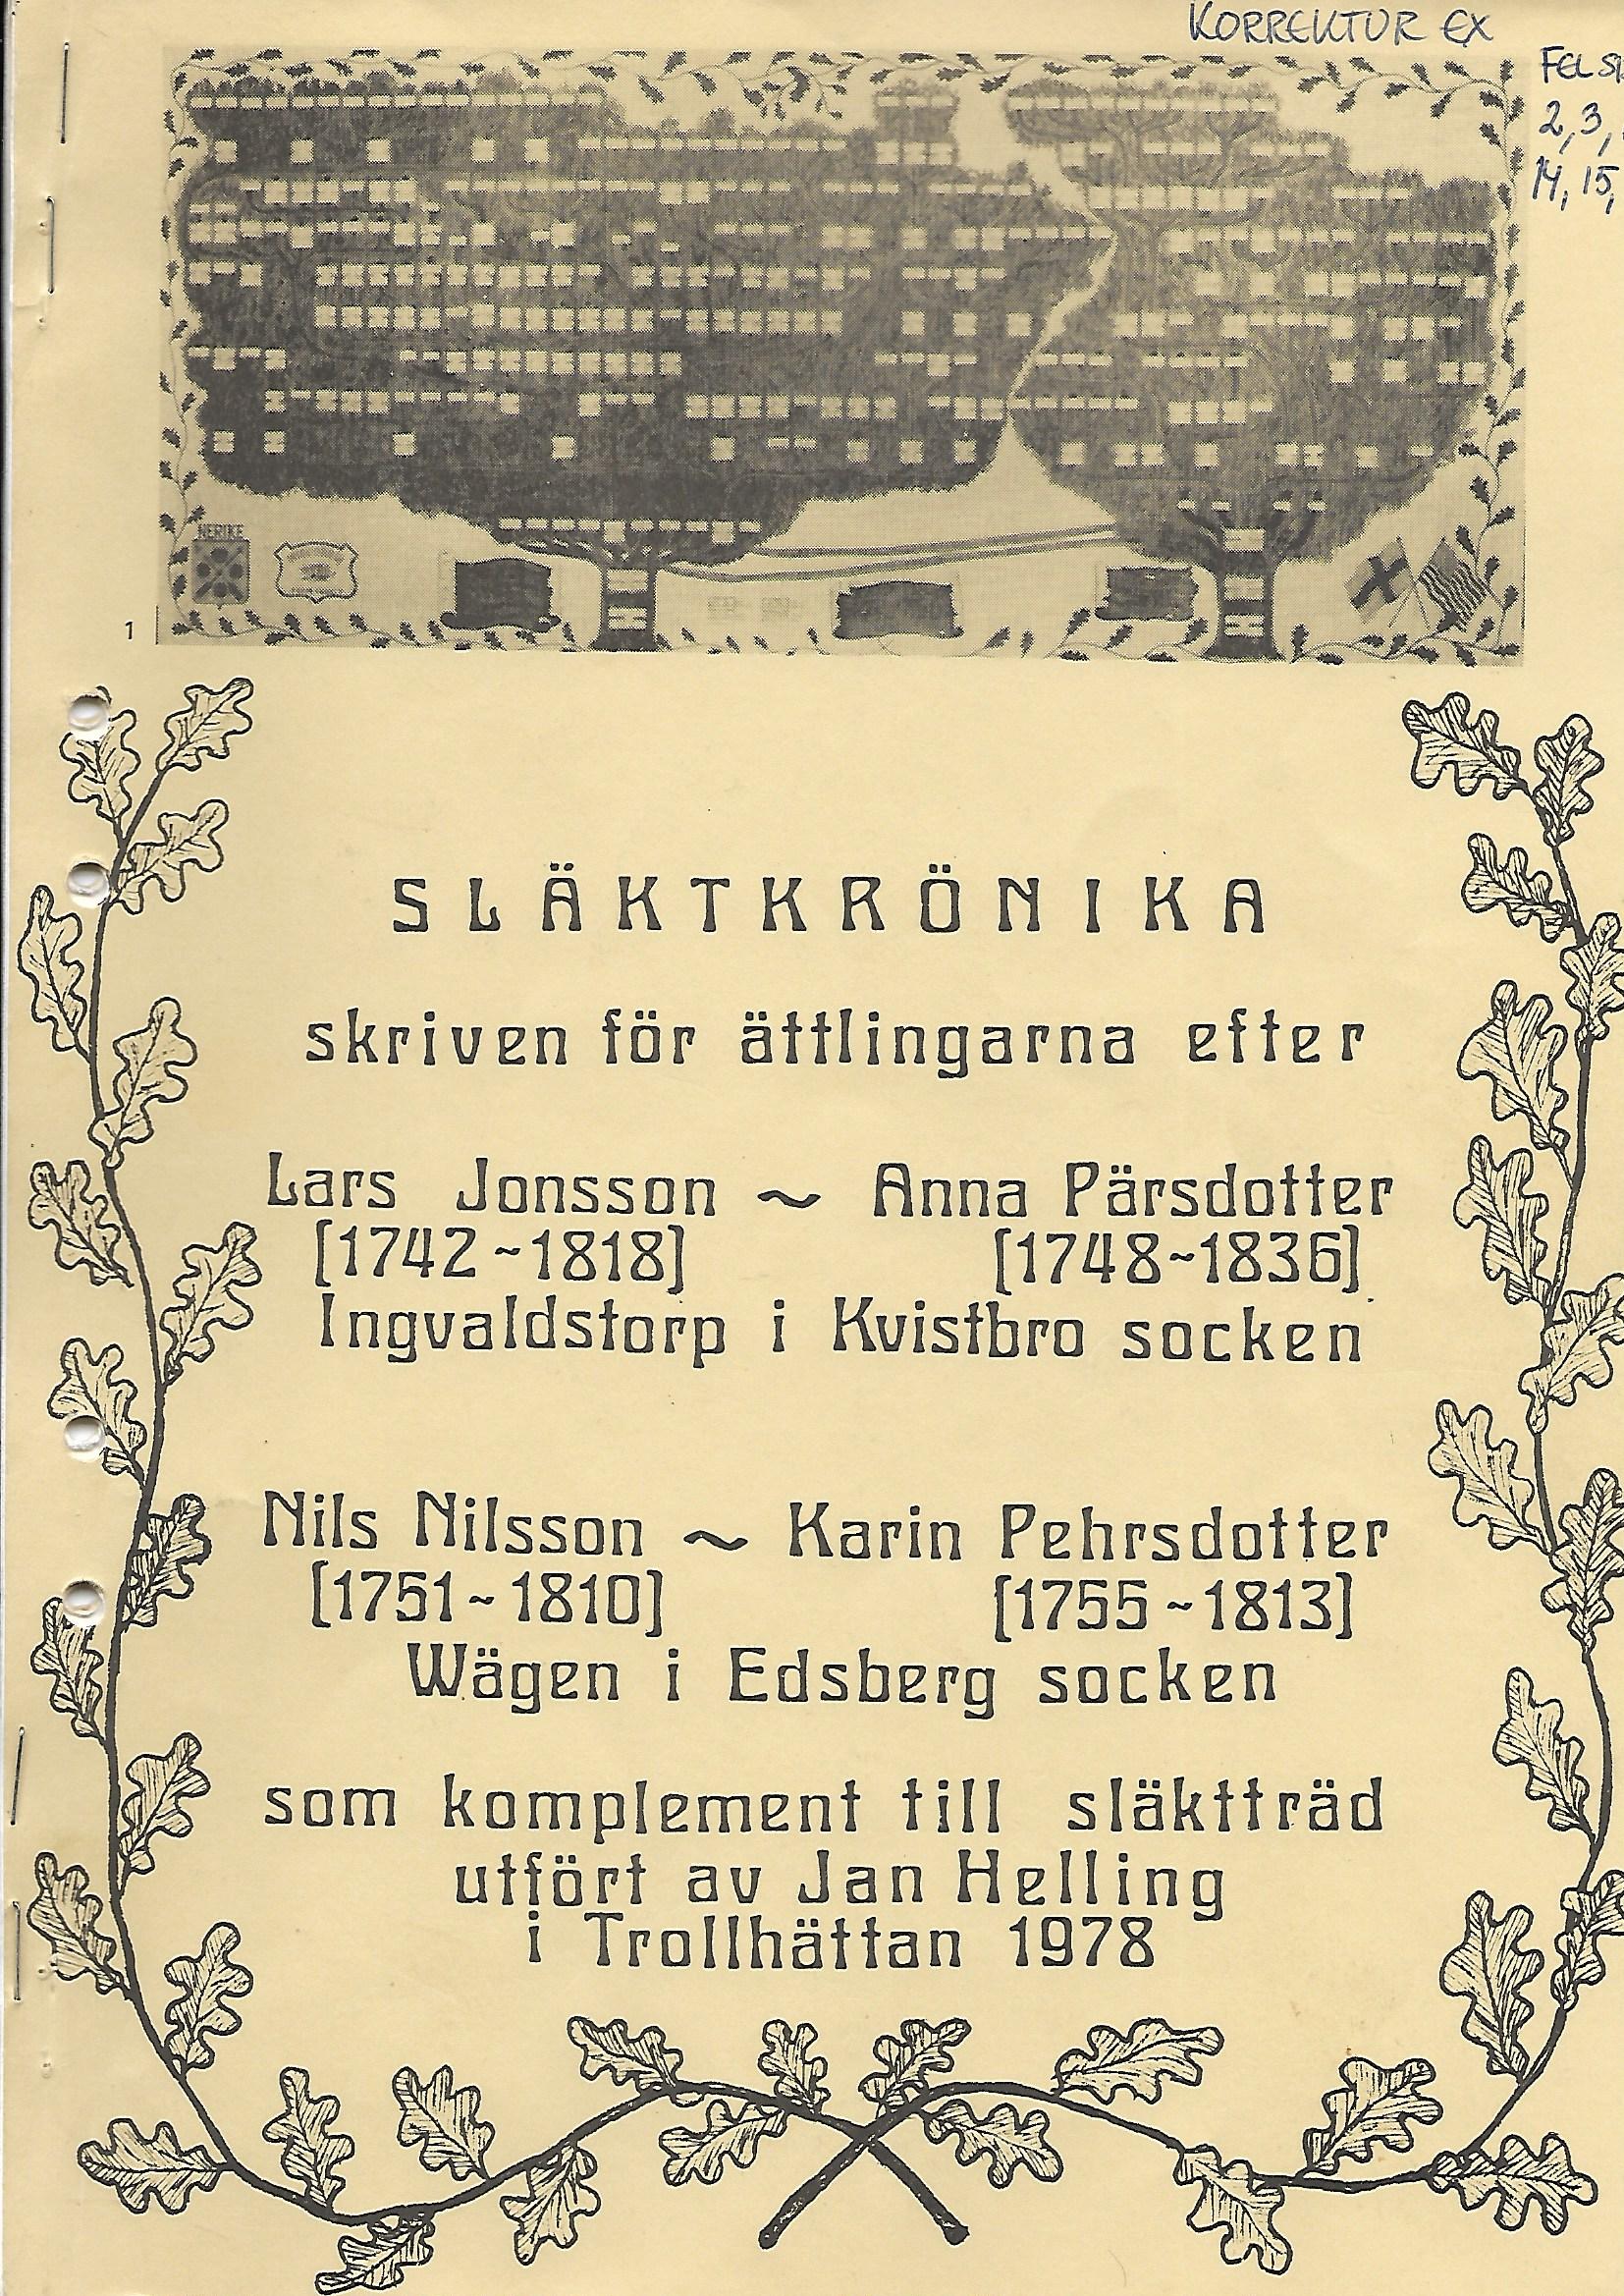 KORREKTUR EX
2, 3,
14, 15,
NERIKE
1
SLÄKTKRÖNIKA
skriven för ättlingarna efter
Lars Jonsson ~ Anna Pärsdotter
[1742~1818] [1748~1836]
Ingvaldstorp i Kvistbro socken
Nils Nilsson ~ Karin Pehrsdotter
[1751~1810] [1755~1813]
Wägen i Edsberg socken
som komplement till släktträd
utfört av Jan Helling
i Trollhättan 1978